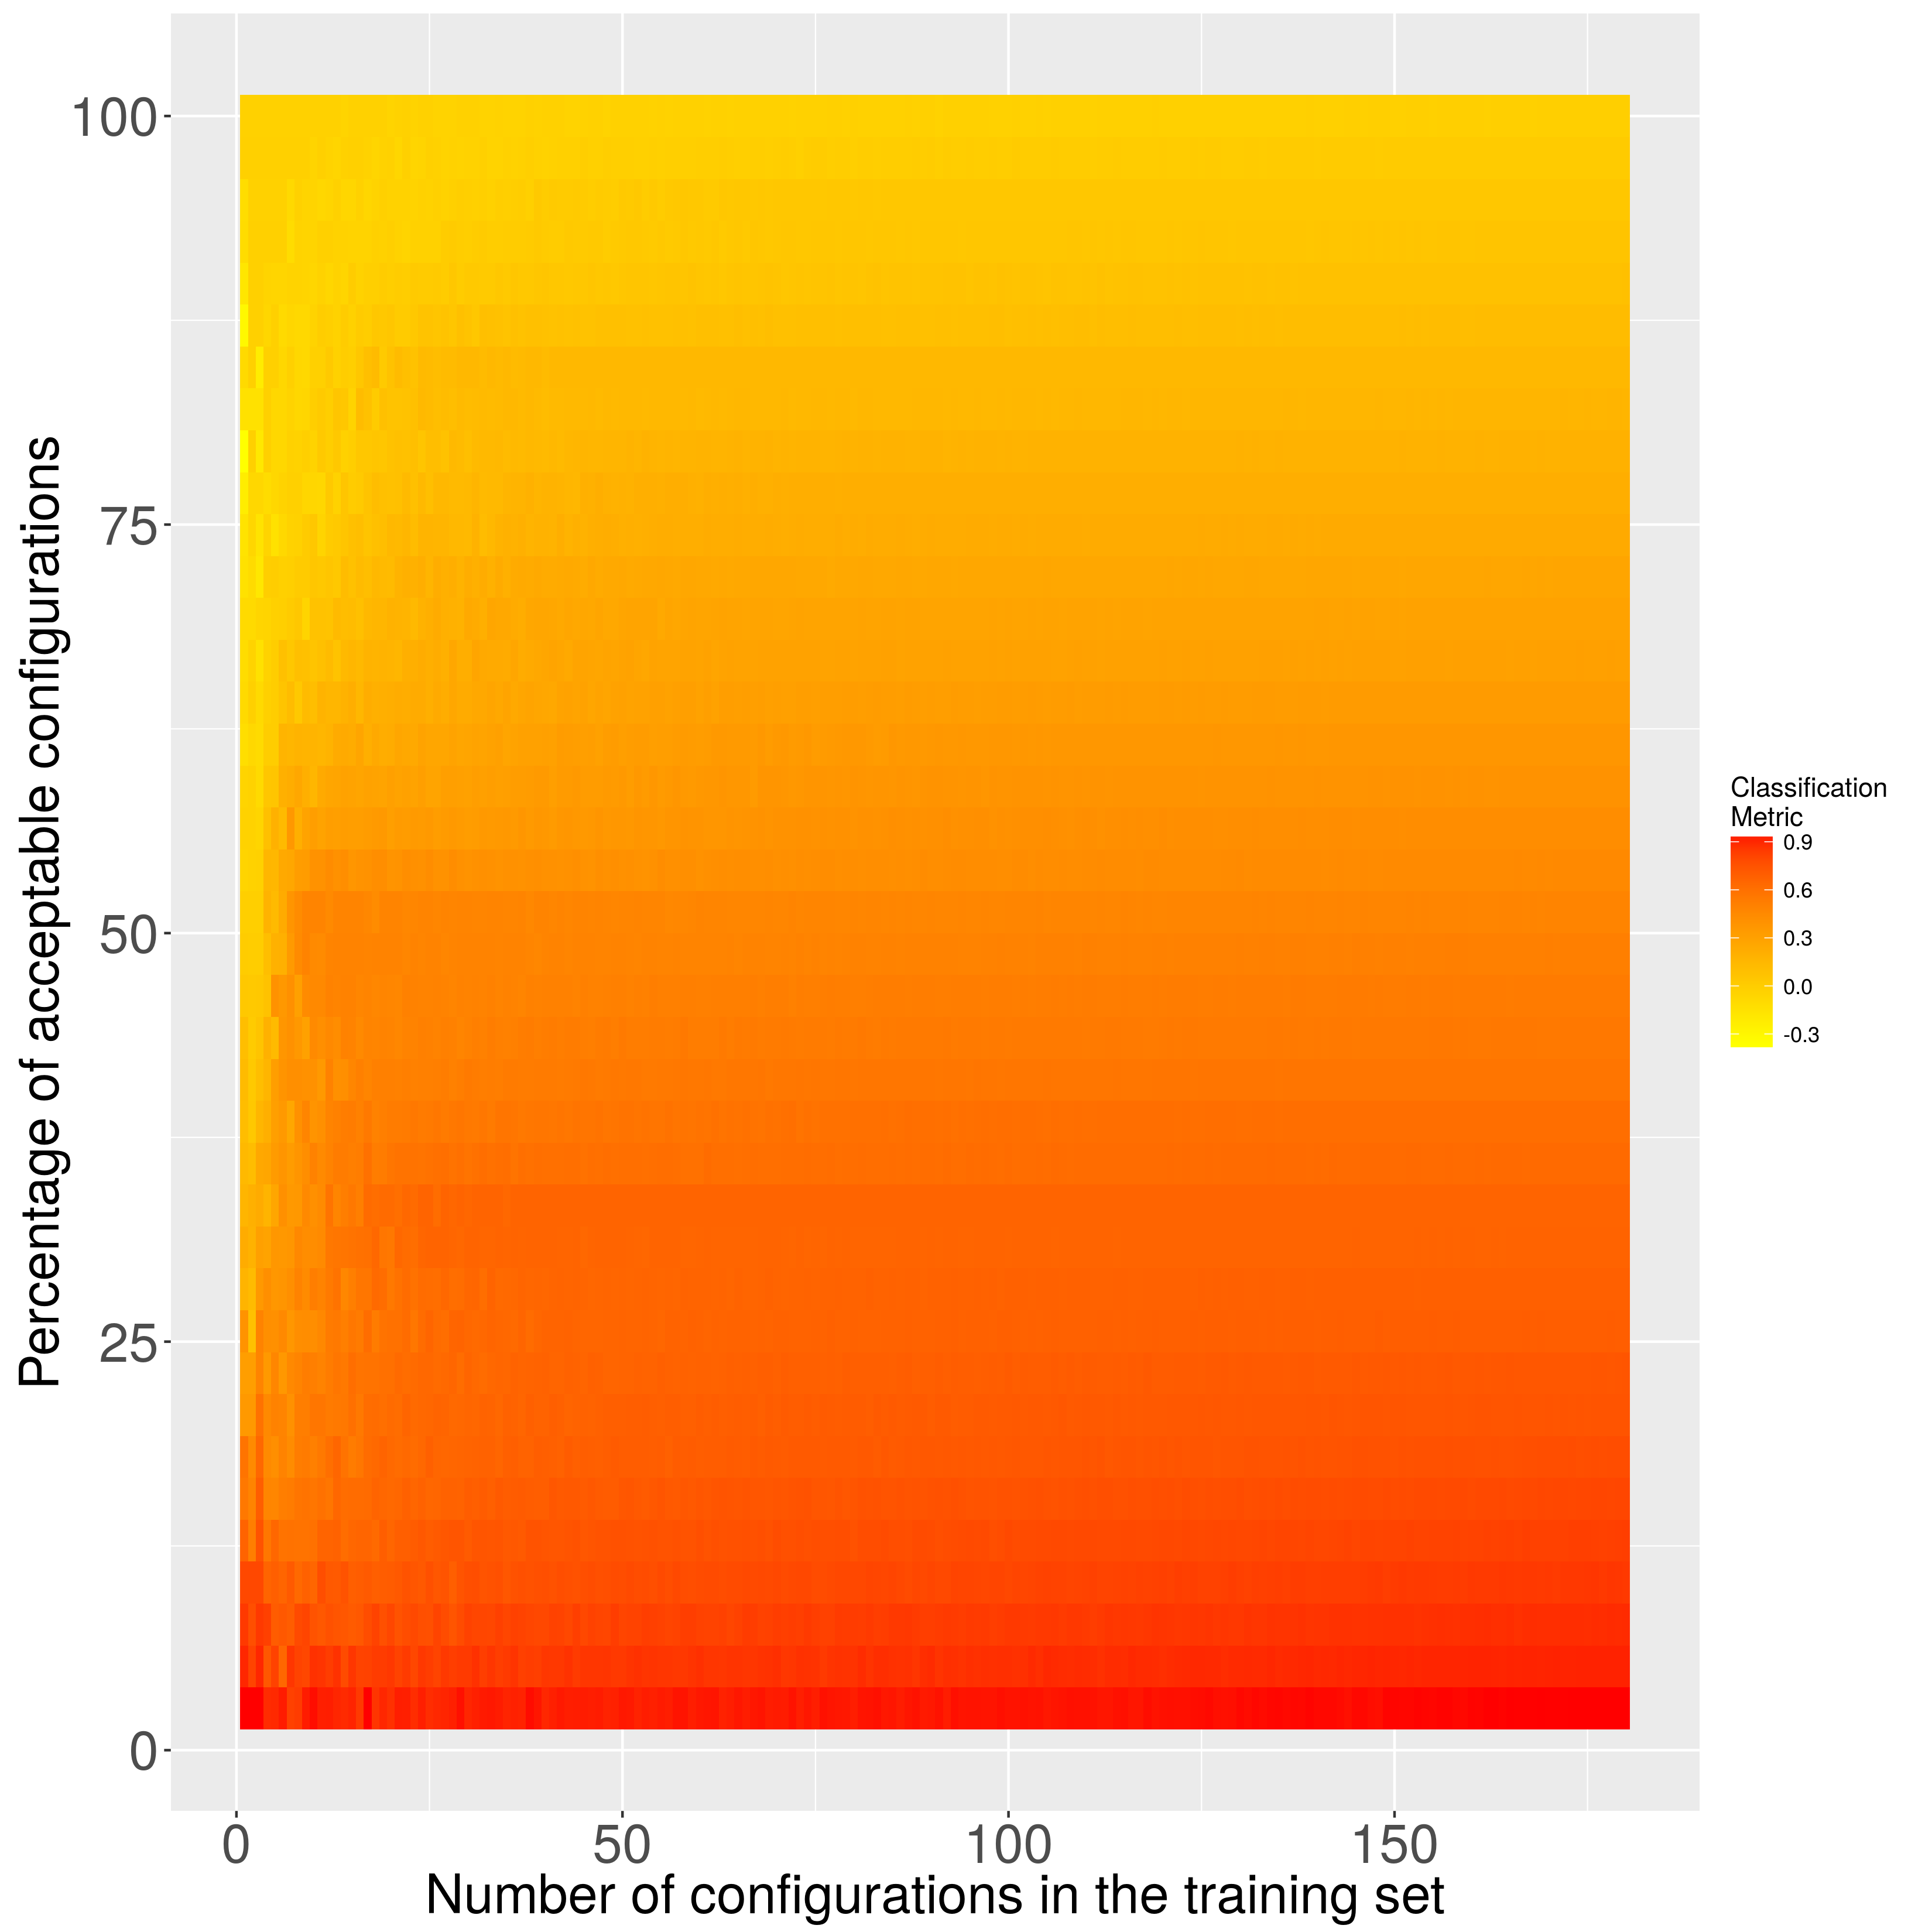 100
75
50
25
0
Percentage of acceptable configurations
0 50 100 150
Number of configurations in the training set
Classification
Metric
0.9
0.6
0.3
0.0
-0.3